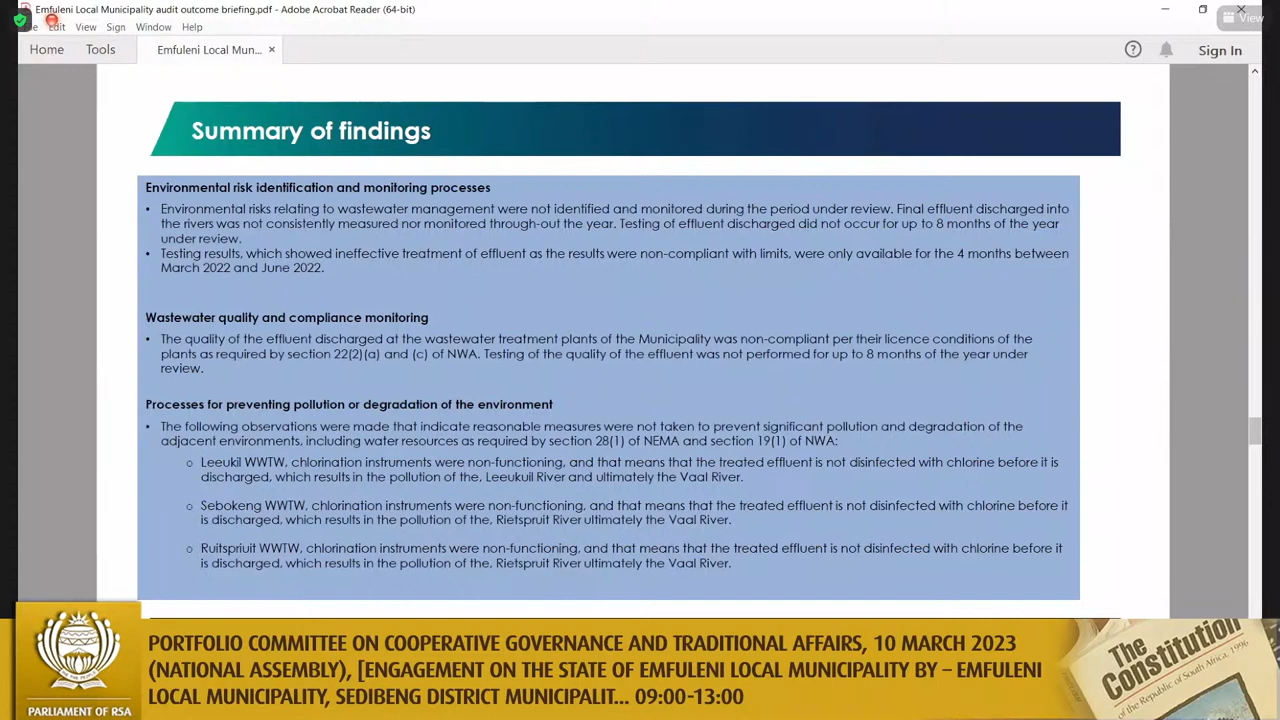 Emfuleni Local Municipality audit outcome briefing.pdf - Adobe Acrobat Reader (64-bit)
View
Edit View Sign Window Help
Home Tools Emfuleni Local Mun... × Sign In
Summary of findings
Environmental risk identification and monitoring processes
• Environmental risks relating to wastewater management were not identified and monitored during the period under review. Final effluent discharged into
the rivers was not consistently measured nor monitored through-out the year. Testing of effluent discharged did not occur for up to 8 months of the year
under review.
• Testing results, which showed ineffective treatment of effluent as the results were non-compliant with limits, were only available for the 4 months between
March 2022 and June 2022.
Wastewater quality and compliance monitoring
• The quality of the effluent discharged at the wastewater treatment plants of the Municipality was non-compliant per their licence conditions of the
plants as required by section 22(2)(a) and (c) of NWA. Testing of the quality of the effluent was not performed for up to 8 months of the year under
review.
Processes for preventing pollution or degradation of the environment
• The following observations were made that indicate reasonable measures were not taken to prevent significant pollution and degradation of the
adjacent environments, including water resources as required by section 28(1) of NEMA and section 19(1) of NWA:
○ Leeukil WWTW, chlorination instruments were non-functioning, and that means that the treated effluent is not disinfected with chlorine before it is
discharged, which results in the pollution of the, Leeukuil River and ultimately the Vaal River.
○ Sebokeng WWTW, chlorination instruments were non-functioning, and that means that the treated effluent is not disinfected with chlorine before it
is discharged, which results in the pollution of the, Rietspruit River ultimately the Vaal River.
○ Ruitspriuit WWTW, chlorination instruments were non-functioning, and that means that the treated effluent is not disinfected with chlorine before it
is discharged, which results in the pollution of the, Rietspruit River ultimately the Vaal River.
PORTFOLIO COMMITTEE ON COOPERATIVE GOVERNANCE AND TRADITIONAL AFFAIRS, 10 MARCH 2023
(NATIONAL ASSEMBLY), [ENGAGEMENT ON THE STATE OF EMFULENI LOCAL MUNICIPALITY BY – EMFULENI
LOCAL MUNICIPALITY, SEDIBENG DISTRICT MUNICIPALIT... 09:00-13:00
PARLIAMENT OF RSA
The
Constitution
of the Republic of South Africa, 1996